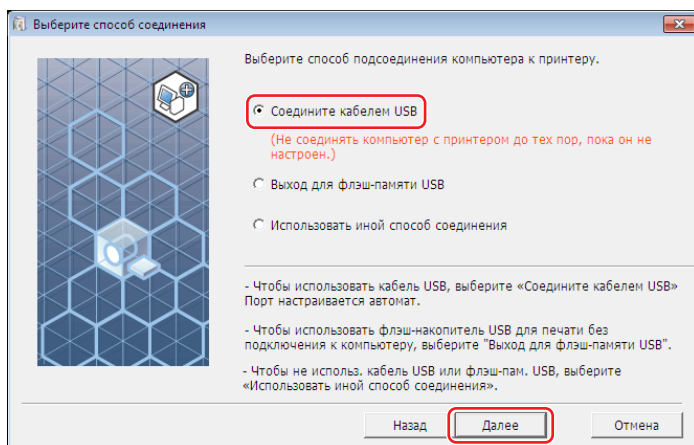 Выберите способ соединения
Выберите способ подсоединения компьютера к принтеру.
Соедините кабелем USB
(Не соединять компьютер с принтером до тех пор, пока он не
настроен.)
Выход для флэш-памяти USB
Использовать иной способ соединения
- Чтобы использовать кабель USB, выберите «Соедините кабелем USB»
Порт настраивается автомат.
- Чтобы использовать флэш-накопитель USB для печати без
подключения к компьютеру, выберите "Выход для флэш-памяти USB".
- Чтобы не использ. кабель USB или флэш-пам. USB, выберите
«Использовать иной способ соединения».
Назад
Далее
Отмена